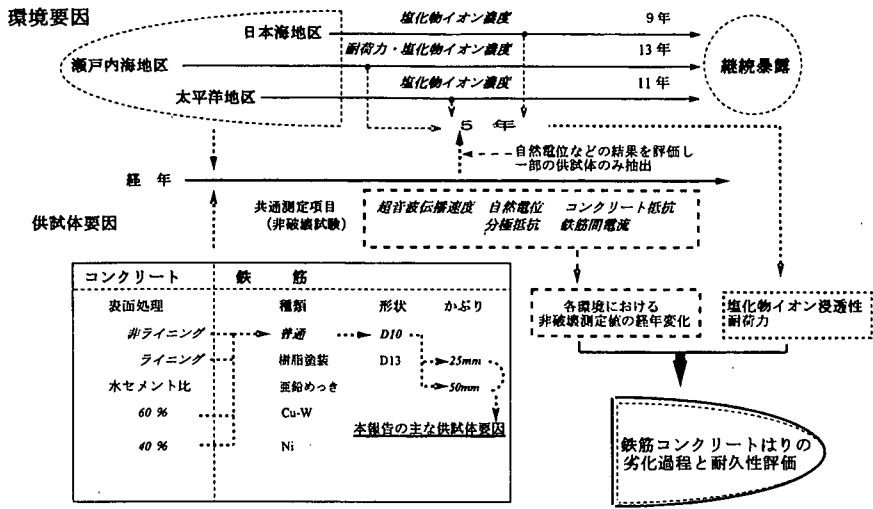 環境要因
日本海地区 塩化物イオン濃度 9年
瀬戸内海地区 耐荷力・塩化物イオン濃度 13年
太平洋地区 塩化物イオン濃度 11年
継続暴露
5 年
自然電位などの結果を評価し
一部の供試体のみ抽出
経 年
供試体要因
共通測定項目
(非破壊試験)
超音波伝播速度 自然電位 コンクリート抵抗
分極抵抗 鉄筋間電流
コンクリート 鉄 筋
表面処理 種類 形状 かぶり
非ライニング 普通 D10
ライニング 樹脂塗装 D13 25mm
水セメント比 亜鉛めっき 50mm
60 % Cu-W
本報告の主な供試体要因
40 % Ni
各環境における
非破壊測定値の経年変化
塩化物イオン浸透性
耐荷力
鉄筋コンクリートはりの
劣化過程と耐久性評価